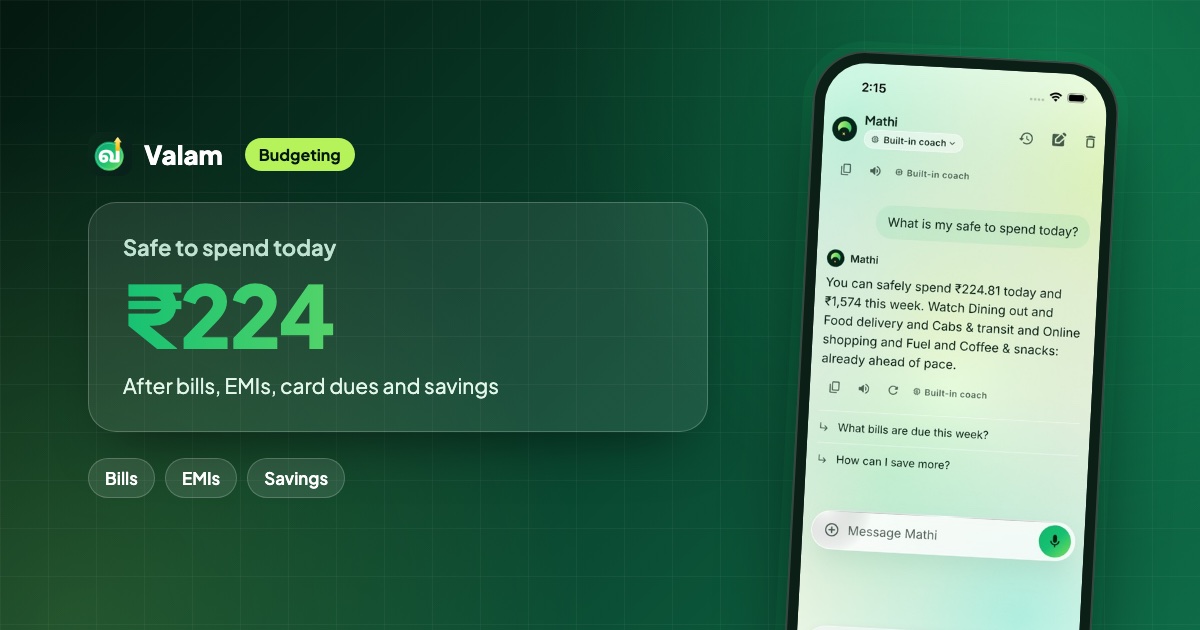 வ
Valam
Budgeting
Safe to spend today
₹224
After bills, EMIs, card dues and savings
Bills
EMIs
Savings
2:15
Mathi
Built-in coach
Built-in coach
What is my safe to spend today?
Mathi
You can safely spend ₹224.81 today and
₹1,574 this week. Watch Dining out and
Food delivery and Cabs & transit and Online
shopping and Fuel and Coffee & snacks:
already ahead of pace.
Built-in coach
What bills are due this week?
How can I save more?
Message Mathi